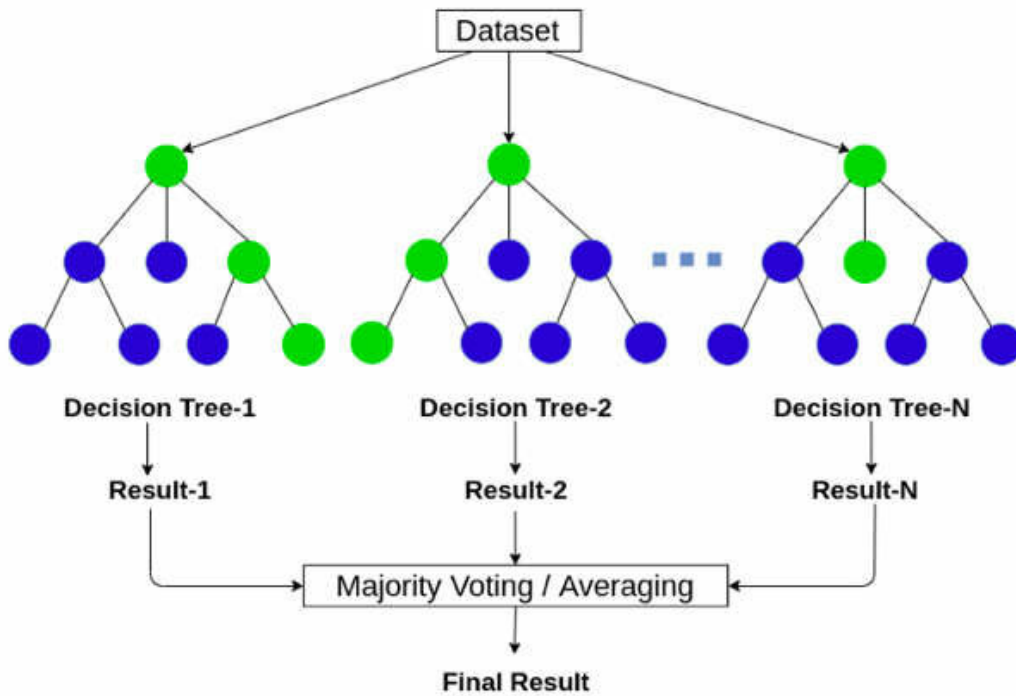 Dataset
Decision Tree-1
Decision Tree-2
Decision Tree-N
Result-1
Result-2
Result-N
Majority Voting / Averaging
Final Result